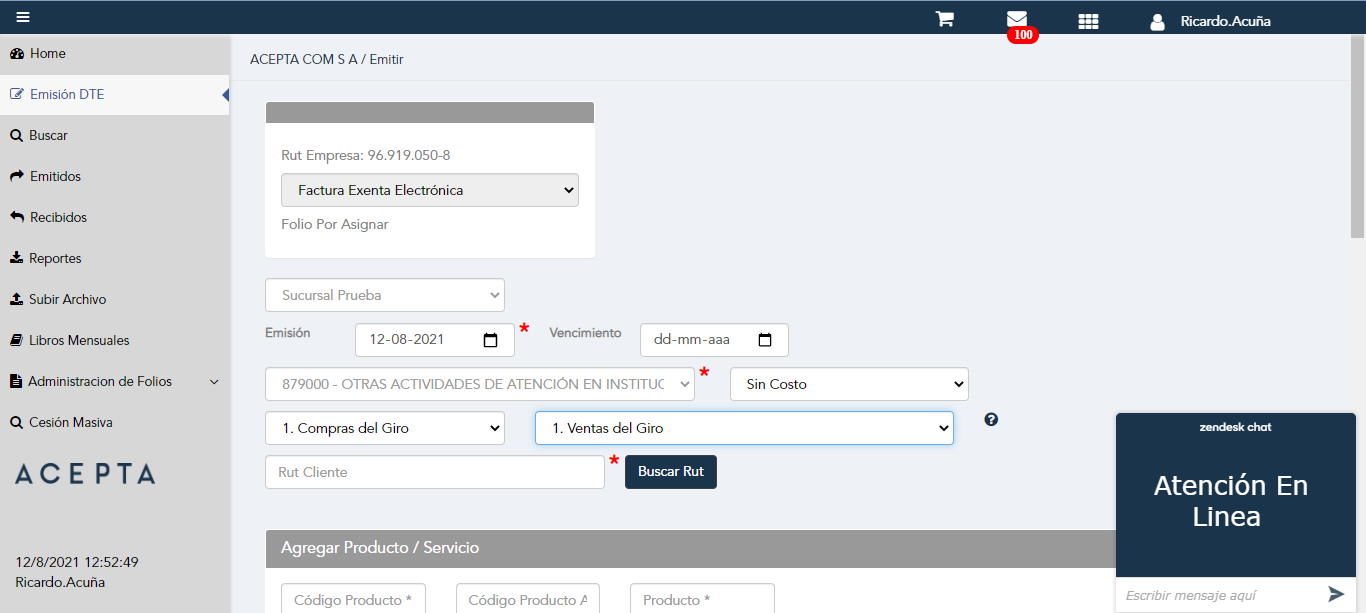 Ricardo.Acuña
100
Home
Emisión DTE
Buscar
Emitidos
Recibidos
Reportes
Subir Archivo
Libros Mensuales
Administracion de Folios
Cesión Masiva
ACEPTA
12/8/2021 12:52:49
Ricardo.Acuña
ACEPTA COM S A / Emitir
Rut Empresa: 96.919.050-8
Factura Exenta Electrónica
Folio Por Asignar
Sucursal Prueba
Emisión 12-08-2021 * Vencimiento dd-mm-aaa
879000 - OTRAS ACTIVIDADES DE ATENCIÓN EN INSTITUC * Sin Costo
1. Compras del Giro 1. Ventas del Giro ?
Rut Cliente * Buscar Rut
Agregar Producto / Servicio
Código Producto * Código Producto A Producto *
zendesk chat
Atención En
Linea
Escribir mensaje aquí